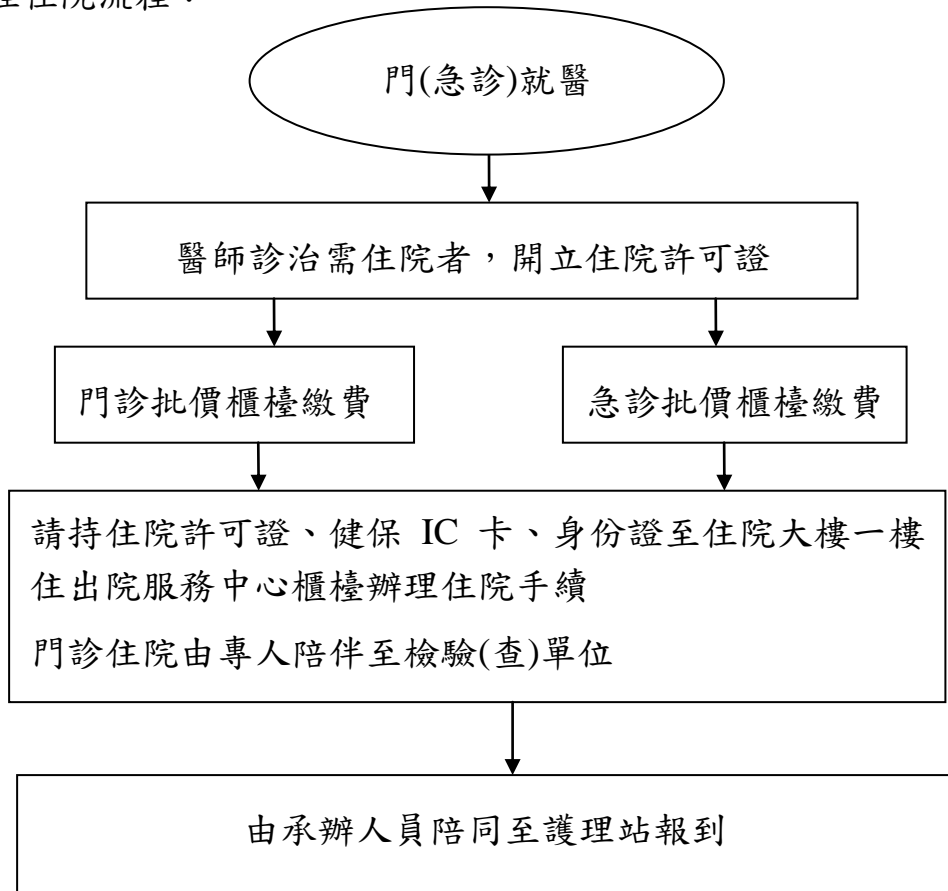 住院流程：
門(急診)就醫
醫師診治需住院者，開立住院許可證
門診批價櫃檯繳費
急診批價櫃檯繳費
請持住院許可證、健保 IC 卡、身份證至住院大樓一樓
住出院服務中心櫃檯辦理住院手續
門診住院由專人陪伴至檢驗(查)單位
由承辦人員陪同至護理站報到